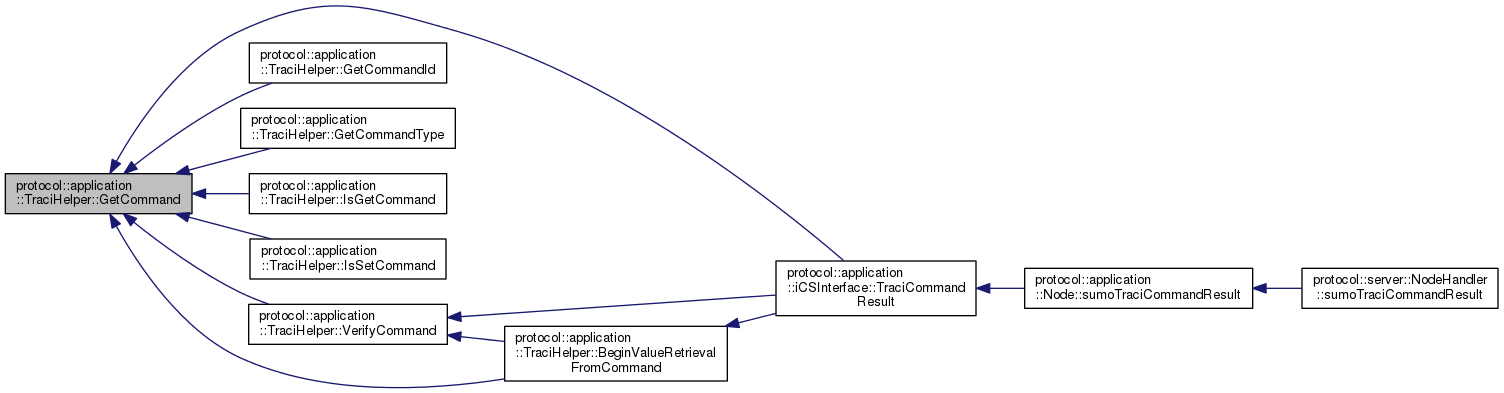 protocol::application
::TraciHelper::GetCommandId
protocol::application
::TraciHelper::GetCommandType
protocol::application
::TraciHelper::GetCommand
protocol::application
::TraciHelper::IsGetCommand
protocol::application
::TraciHelper::IsSetCommand
protocol::application
::TraciHelper::VerifyCommand
protocol::application
::TraciHelper::BeginValueRetrieval
FromCommand
protocol::application
::iCSInterface::TraciCommand
Result
protocol::application
::Node::sumoTraciCommandResult
protocol::server::NodeHandler
::sumoTraciCommandResult